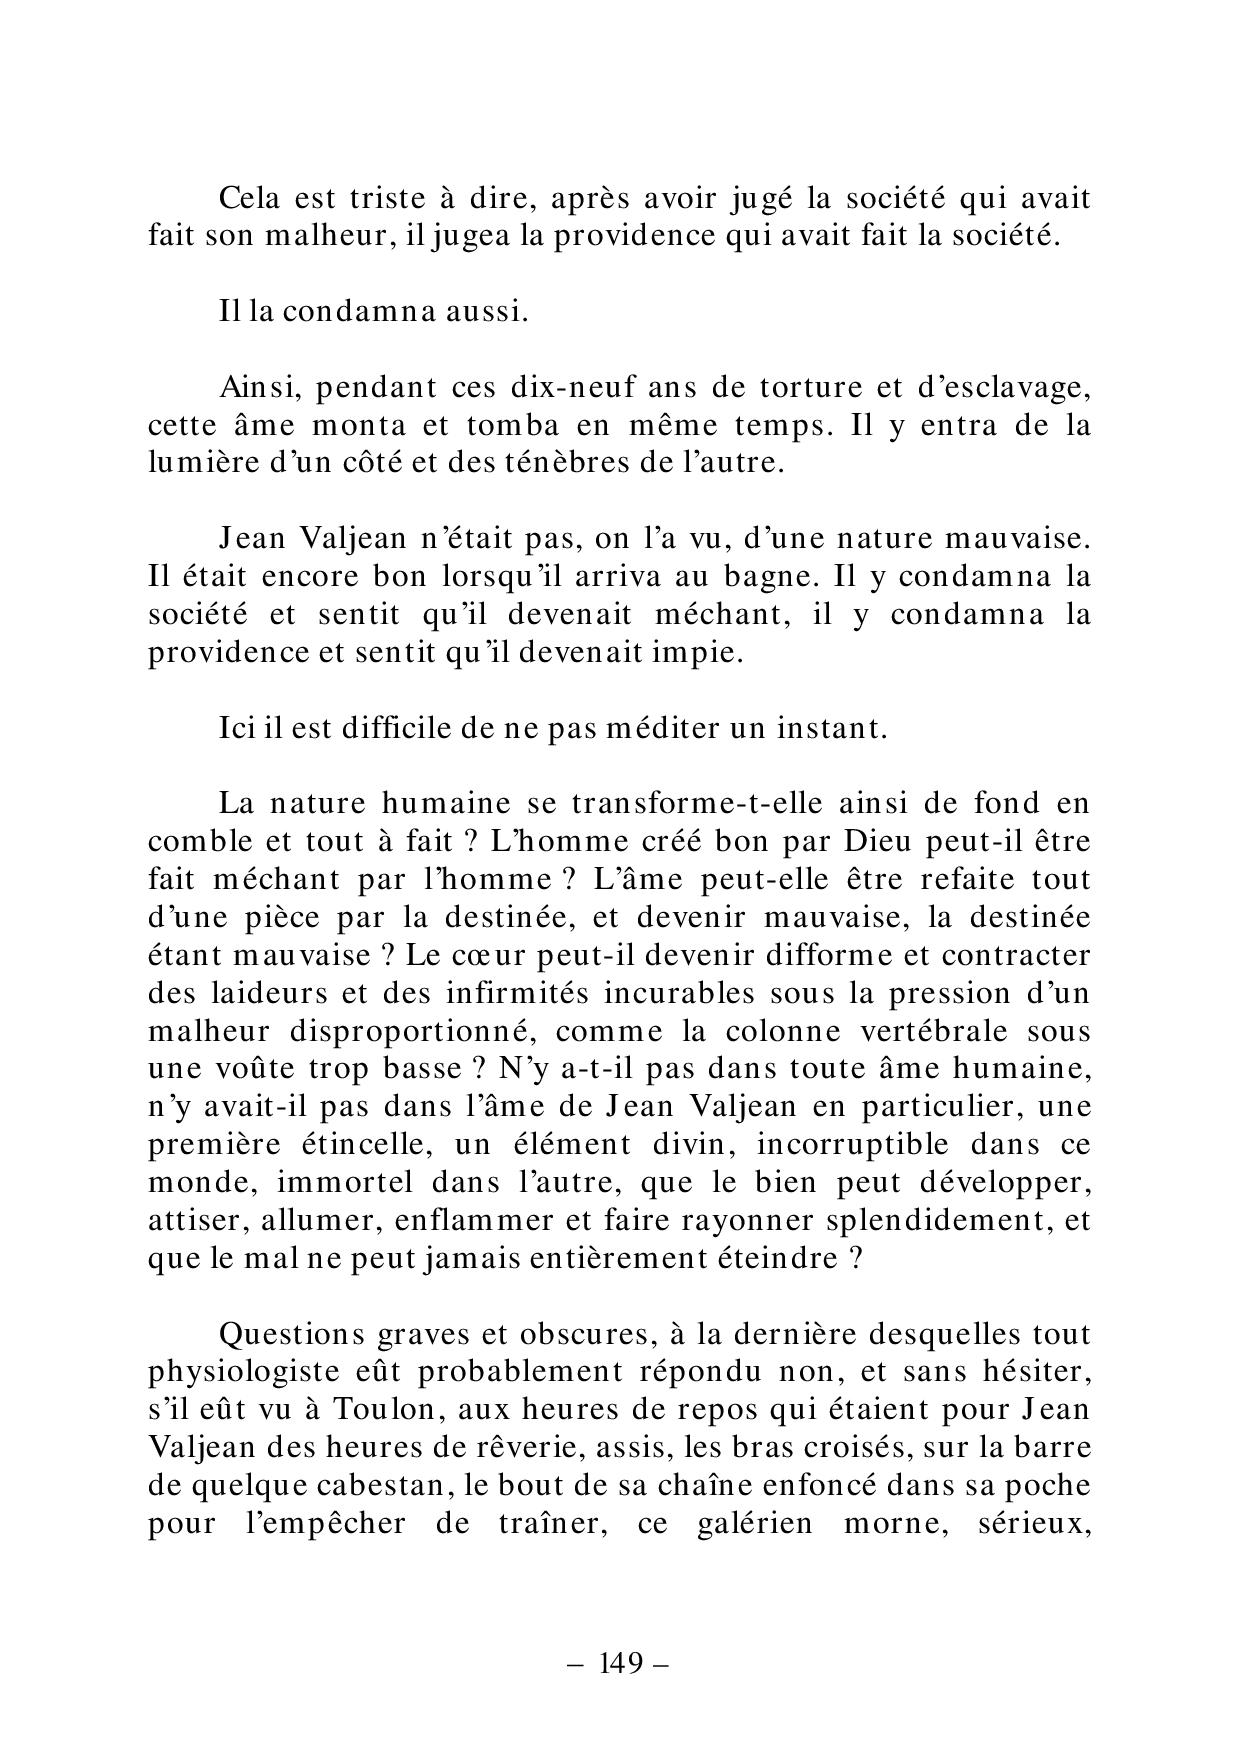 Cela est triste à dire, après avoir jugé la société qui avait
fait son malheur, il jugea la providence qui avait fait la société.
Il la condamna aussi.
Ainsi, pendant ces dix-neuf ans de torture et d’esclavage,
cette âme monta et tomba en même temps. Il y entra de la
lumière d’un côté et des ténèbres de l’autre.
Jean Valjean n’était pas, on l’a vu, d’une nature mauvaise.
Il était encore bon lorsqu’il arriva au bagne. Il y condamna la
société et sentit qu’il devenait méchant, il y condamna la
providence et sentit qu’il devenait impie.
Ici il est difficile de ne pas méditer un instant.
La nature humaine se transforme-t-elle ainsi de fond en
comble et tout à fait ? L’homme créé bon par Dieu peut-il être
fait méchant par l’homme ? L’âme peut-elle être refaite tout
d’une pièce par la destinée, et devenir mauvaise, la destinée
étant mauvaise ? Le cœur peut-il devenir difforme et contracter
des laideurs et des infirmités incurables sous la pression d’un
malheur disproportionné, comme la colonne vertébrale sous
une voûte trop basse ? N’y a-t-il pas dans toute âme humaine,
n’y avait-il pas dans l’âme de Jean Valjean en particulier, une
première étincelle, un élément divin, incorruptible dans ce
monde, immortel dans l’autre, que le bien peut développer,
attiser, allumer, enflammer et faire rayonner splendidement, et
que le mal ne peut jamais entièrement éteindre ?
Questions graves et obscures, à la dernière desquelles tout
physiologiste eût probablement répondu non, et sans hésiter,
s’il eût vu à Toulon, aux heures de repos qui étaient pour Jean
Valjean des heures de rêverie, assis, les bras croisés, sur la barre
de quelque cabestan, le bout de sa chaîne enfoncé dans sa poche
pour l’empêcher de traîner, ce galérien morne, sérieux,
– 149 –